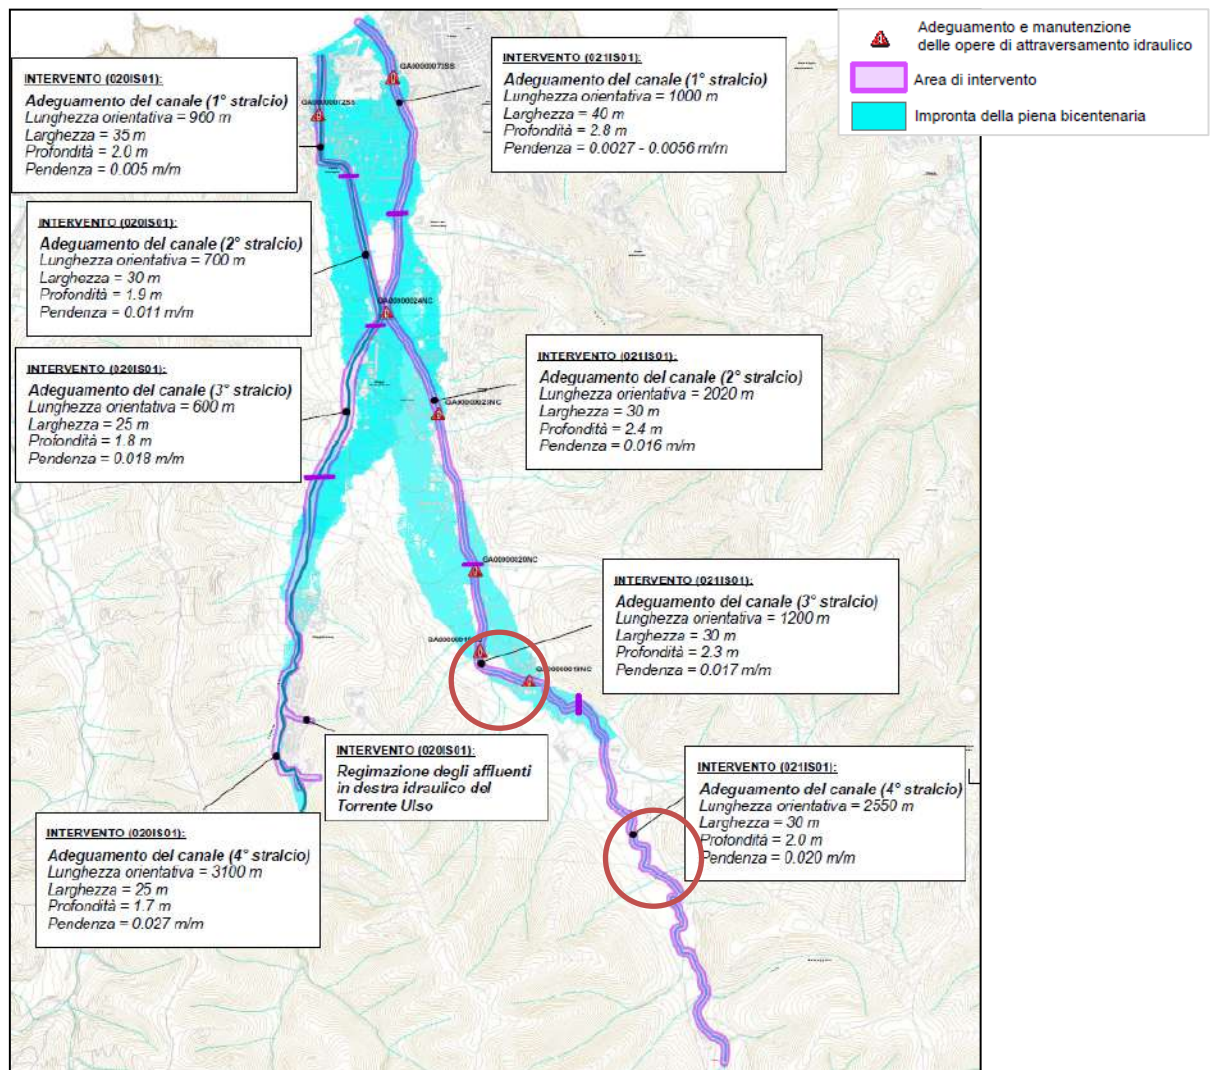 Adeguamento e manutenzione
delle opere di attraversamento idraulico
Area di intervento
Impronta della piena bicentenaria
INTERVENTO (020IS01):
Adeguamento del canale (1° stralcio)
Lunghezza orientativa = 960 m
Larghezza = 35 m
Profondità = 2.0 m
Pendenza = 0.005 m/m
INTERVENTO (021IS01):
Adeguamento del canale (1° stralcio)
Lunghezza orientativa = 1000 m
Larghezza = 40 m
Profondità = 2.8 m
Pendenza = 0.0027 - 0.0056 m/m
INTERVENTO (020IS01):
Adeguamento del canale (2° stralcio)
Lunghezza orientativa = 700 m
Larghezza = 30 m
Profondità = 1.9 m
Pendenza = 0.011 m/m
INTERVENTO (020IS01):
Adeguamento del canale (3° stralcio)
Lunghezza orientativa = 600 m
Larghezza = 25 m
Profondità = 1.8 m
Pendenza = 0.018 m/m
INTERVENTO (021IS01):
Adeguamento del canale (2° stralcio)
Lunghezza orientativa = 2020 m
Larghezza = 30 m
Profondità = 2.4 m
Pendenza = 0.016 m/m
INTERVENTO (021IS01):
Adeguamento del canale (3° stralcio)
Lunghezza orientativa = 1200 m
Larghezza = 30 m
Profondità = 2.3 m
Pendenza = 0.017 m/m
INTERVENTO (020IS01):
Regimazione degli affluenti
in destra idraulico del
Torrente Ulso
INTERVENTO (021IS01):
Adeguamento del canale (4° stralcio)
Lunghezza orientativa = 2550 m
Larghezza = 30 m
Profondità = 2.0 m
Pendenza = 0.020 m/m
INTERVENTO (020IS01):
Adeguamento del canale (4° stralcio)
Lunghezza orientativa = 3100 m
Larghezza = 25 m
Profondità = 1.7 m
Pendenza = 0.027 m/m